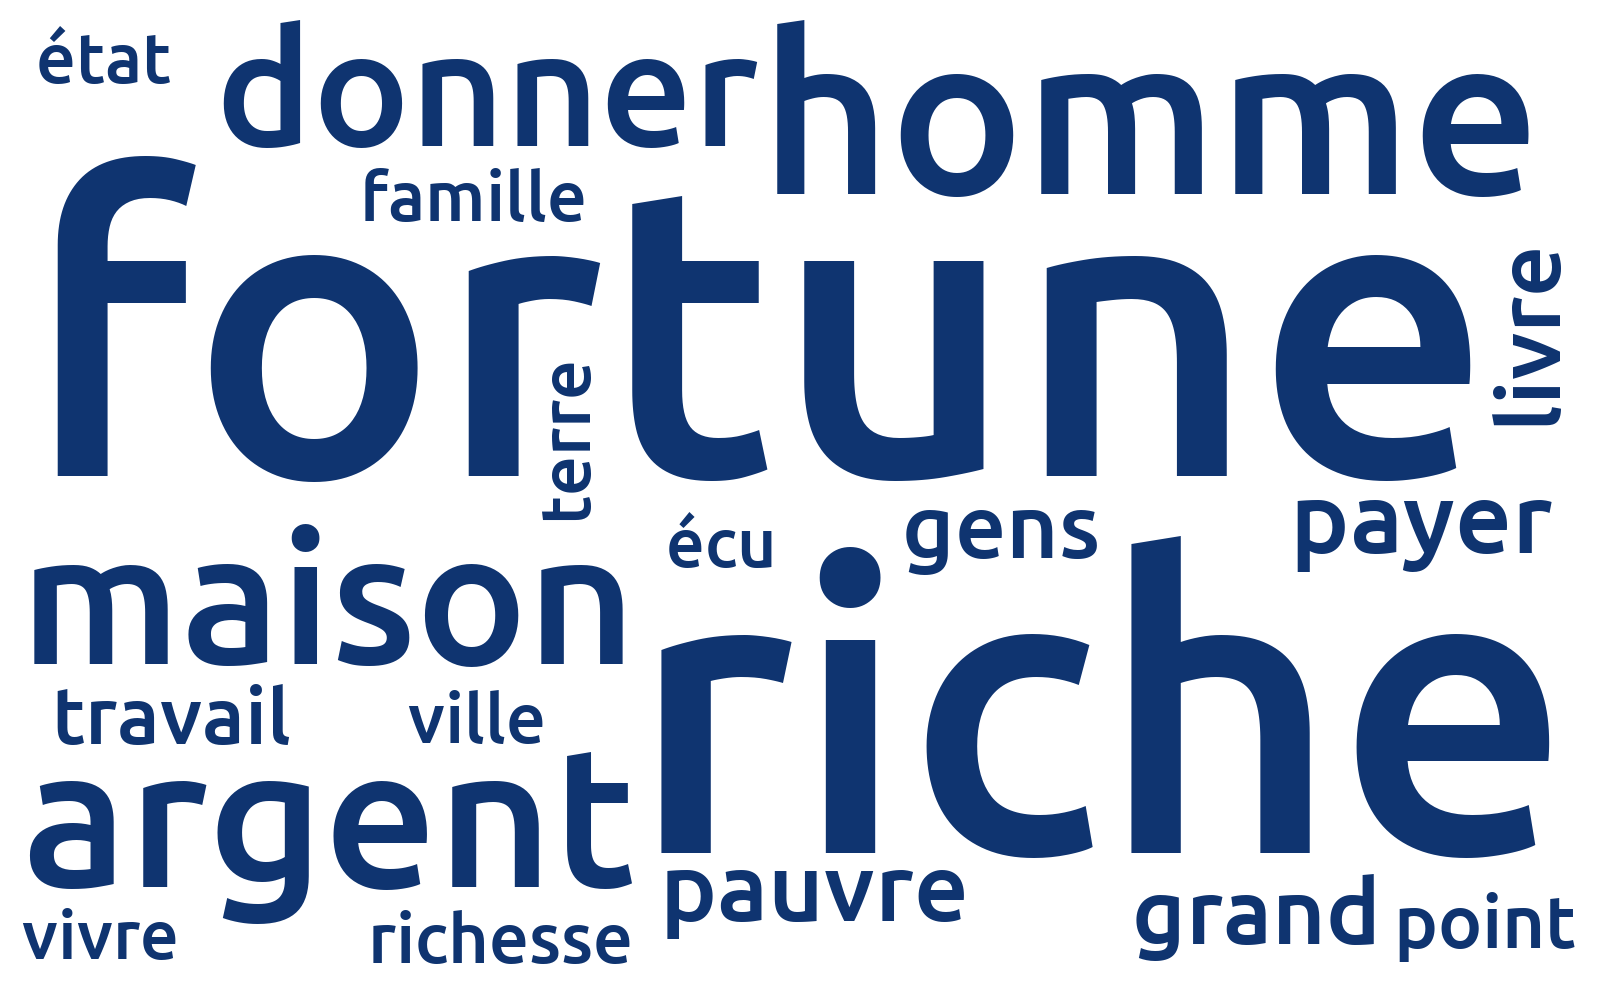 état
donner
homme
famille
fortune
livre
terre
écu
gens
payer
maison
riche
travail
ville
argent
pauvre
grand
point
vivre
richesse